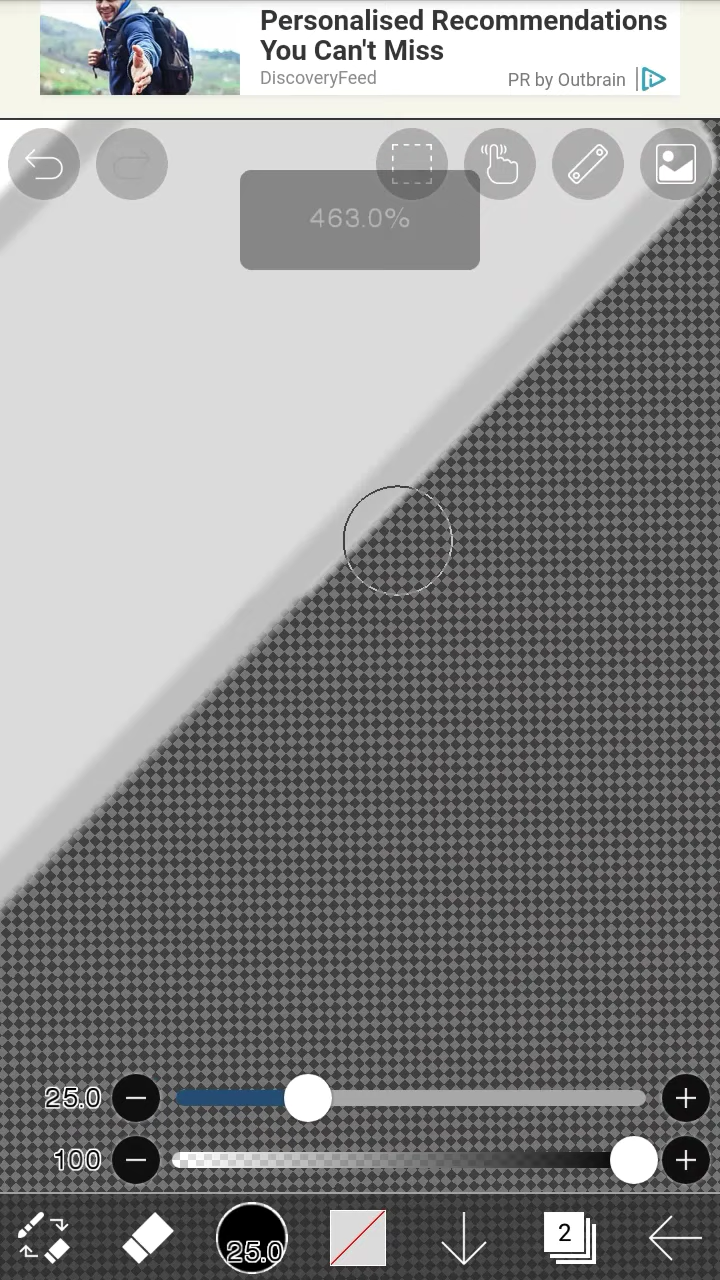 Personalised Recommendations
You Can't Miss
DiscoveryFeed
PR by Outbrain
463.0%
25.0
100
25.0
2